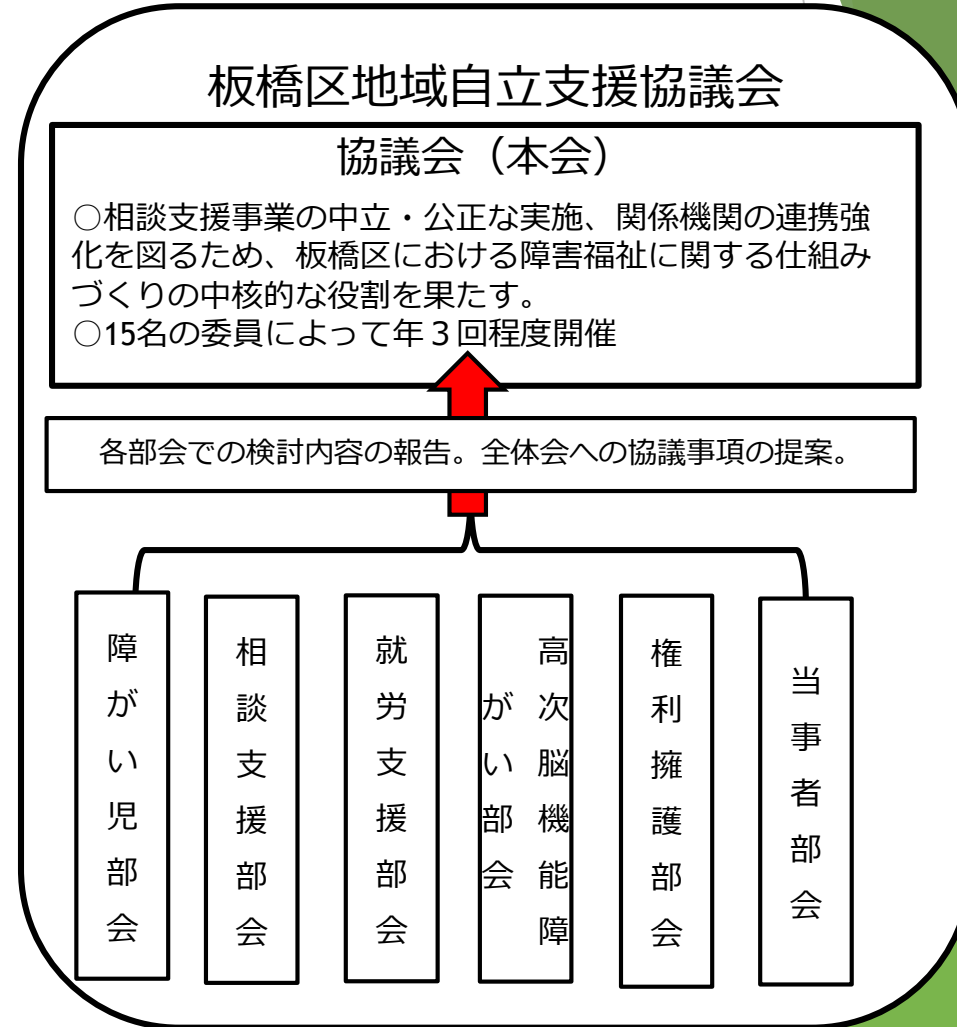 板橋区地域自立支援協議会
協議会（本会）
○相談支援事業の中立・公正な実施、関係機関の連携強
化を図るため、板橋区における障害福祉に関する仕組み
づくりの中核的な役割を果たす。
○15名の委員によって年３回程度開催
各部会での検討内容の報告。全体会への協議事項の提案。
障がい児部会
相談支援部会
就労支援部会
高次脳機能障
がい部会
権利擁護部会
当事者部会